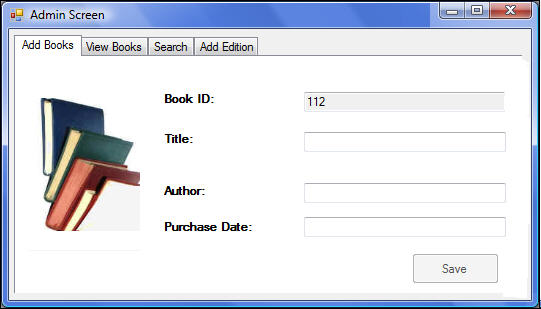 Admin Screen
Add Books View Books Search Add Edition
Book ID: 112
Title:
Author:
Purchase Date:
Save